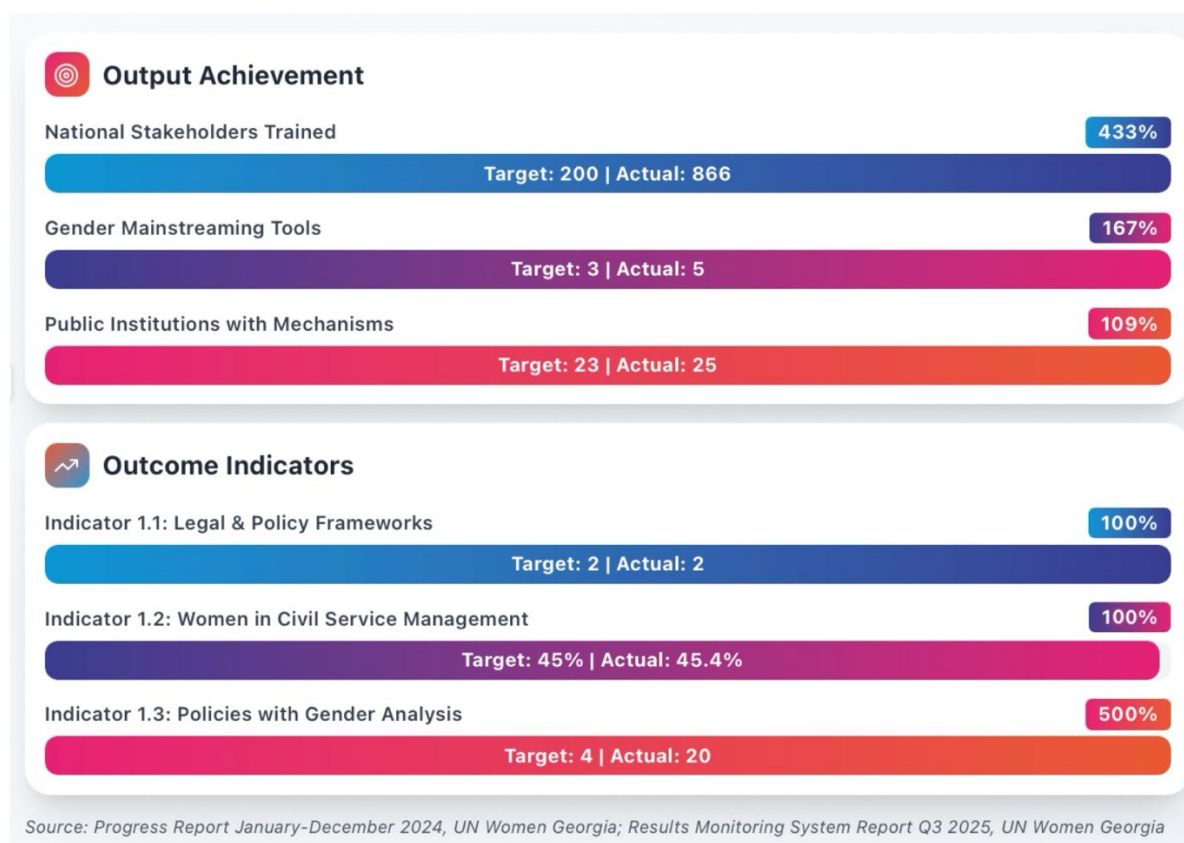 Output Achievement
National Stakeholders Trained
433%
Target: 200 | Actual: 866
Gender Mainstreaming Tools
167%
Target: 3 | Actual: 5
Public Institutions with Mechanisms
109%
Target: 23 | Actual: 25
Outcome Indicators
Indicator 1.1: Legal & Policy Frameworks
100%
Target: 2 | Actual: 2
Indicator 1.2: Women in Civil Service Management
100%
Target: 45% | Actual: 45.4%
Indicator 1.3: Policies with Gender Analysis
500%
Target: 4 | Actual: 20
Source: Progress Report January-December 2024, UN Women Georgia; Results Monitoring System Report Q3 2025, UN Women Georgia